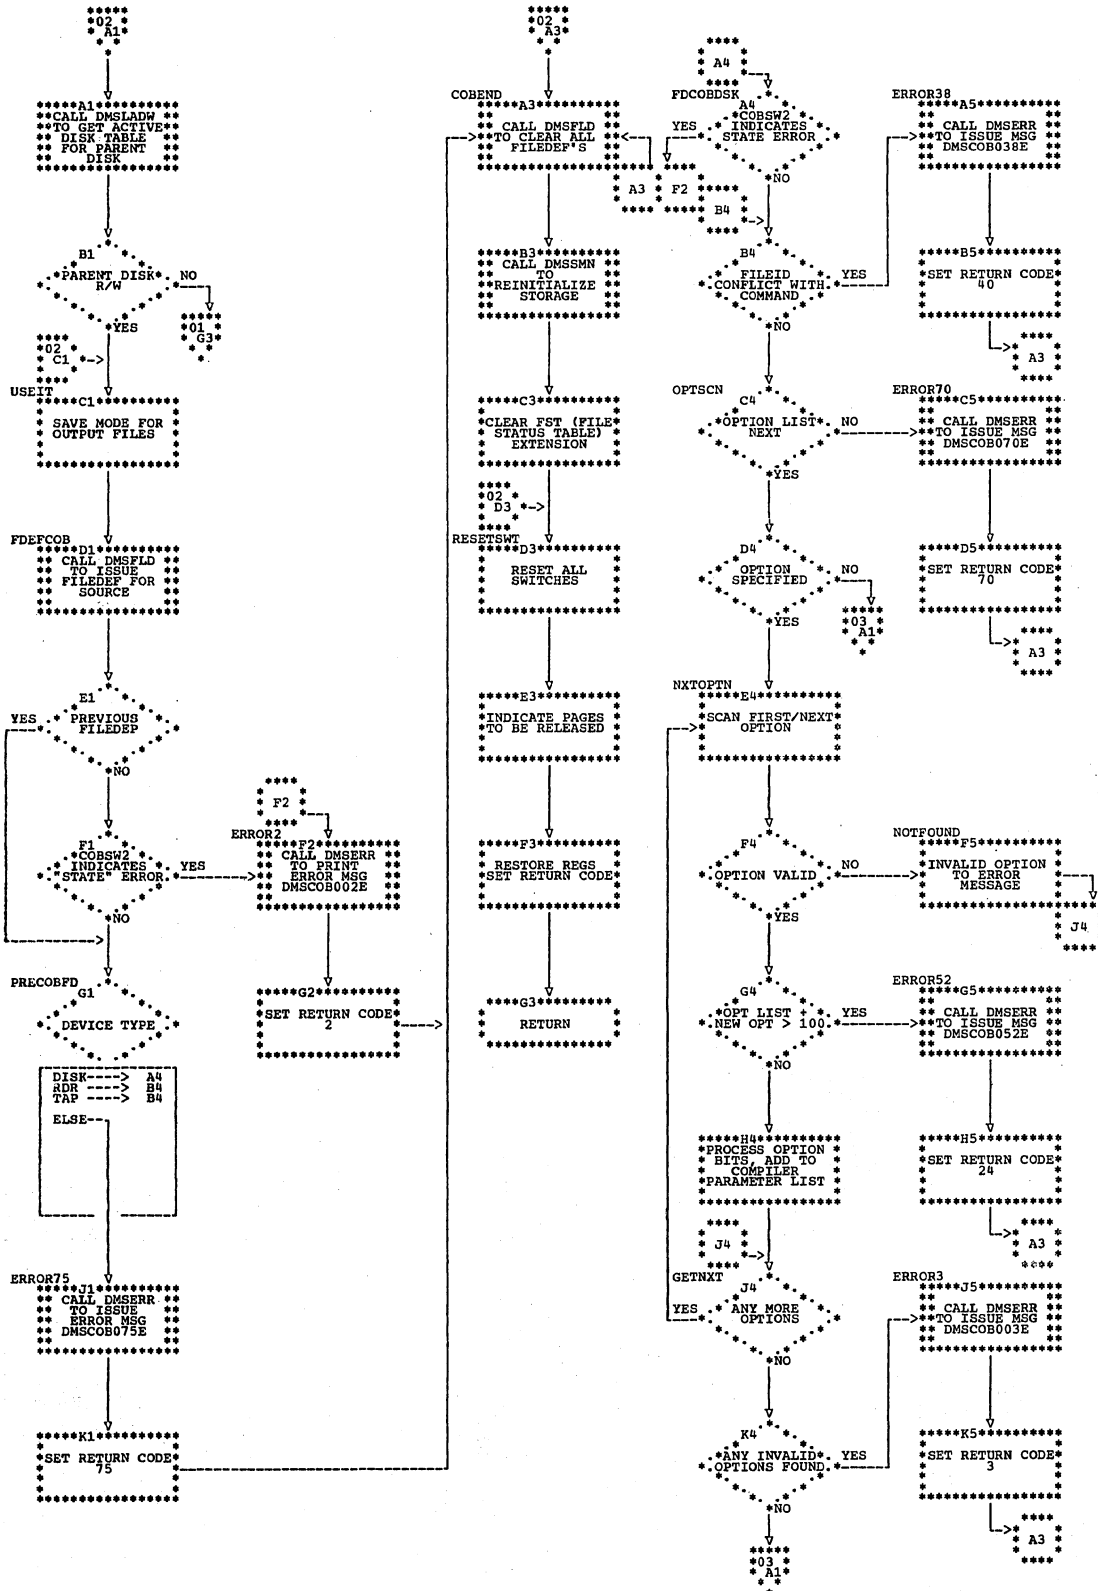 02
A1
A1
CALL DMSLADW
TO GET ACTIVE
DISK TABLE
FOR PARENT
DISK
B1
PARENT DISK
R/W
NO
YES
01
G3
02
C1
USEIT
C1
SAVE MODE FOR
OUTPUT FILES
FDEFCOB
D1
CALL DMSFLD
TO ISSUE
FILEDEF FOR
SOURCE
E1
YES
PREVIOUS
FILEDEP
NO
F1
COBSW2
INDICATES
"STATE" ERROR
YES
NO
F2
ERROR2
F2
CALL DMSERR
TO PRINT
ERROR MSG
DMSCOB002E
G2
SET RETURN CODE
2
PRECOBFD
G1
DEVICE TYPE
DISK----> A4
RDR ----> B4
TAP ----> B4
ELSE--
ERROR75
J1
CALL DMSERR
TO ISSUE
ERROR MSG
DMSCOB075E
K1
SET RETURN CODE
75
02
A3
COBEND
A3
CALL DMSFLD
TO CLEAR ALL
FILEDEF'S
A3
B3
CALL DMSSMN
TO
REINITIALIZE
STORAGE
C3
CLEAR FST (FILE
STATUS TABLE)
EXTENSION
02
D3
RESETSWT
D3
RESET ALL
SWITCHES
E3
INDICATE PAGES
TO BE RELEASED
F3
RESTORE REGS
SET RETURN CODE
G3
RETURN
A4
FDCOBDSK
A4
COBSW2
INDICATES
STATE ERROR
YES
F2
NO
B4
B4
FILEID
CONFLICT WITH
COMMAND
YES
NO
OPTSCN
C4
OPTION LIST
NEXT
NO
YES
D4
OPTION
SPECIFIED
NO
YES
03
A1
NXTOPTN
E4
SCAN FIRST/NEXT
OPTION
F4
OPTION VALID
NO
YES
G4
OPT LIST +
NEW OPT > 100
YES
NO
H4
PROCESS OPTION
BITS, ADD TO
COMPILER
PARAMETER LIST
J4
GETNXT
J4
ANY MORE
OPTIONS
YES
NO
K4
ANY INVALID
OPTIONS FOUND
YES
NO
03
A1
ERROR38
A5
CALL DMSERR
TO ISSUE MSG
DMSCOB038E
B5
SET RETURN CODE
40
A3
ERROR70
C5
CALL DMSERR
TO ISSUE MSG
DMSCOB070E
D5
SET RETURN CODE
70
A3
NOTFOUND
F5
INVALID OPTION
TO ERROR
MESSAGE
J4
ERROR52
G5
CALL DMSERR
TO ISSUE MSG
DMSCOB052E
H5
SET RETURN CODE
24
A3
ERROR3
J5
CALL DMSERR
TO ISSUE MSG
DMSCOB003E
K5
SET RETURN CODE
3
A3